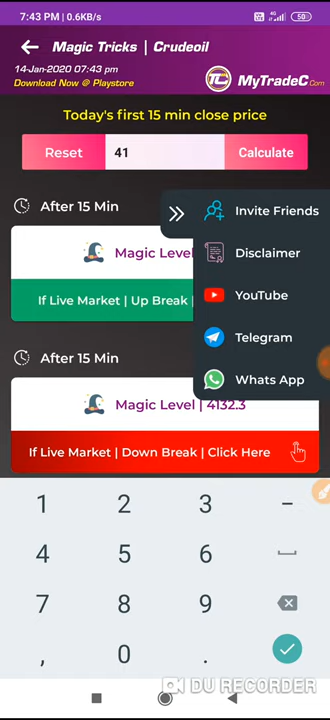 7:43 PM | 0.6KB/s
4G
50
Magic Tricks | Crudeoil
14-Jan-2020 07:43 pm
Download Now @ Playstore
TC
MyTradeC.Com
Today's first 15 min close price
Reset
41
Calculate
After 15 Min
Invite Friends
Magic Level
Disclaimer
If Live Market | Up Break |
YouTube
Telegram
After 15 Min
Whats App
Magic Level | 4132.3
If Live Market | Down Break | Click Here
1 2 3 –
4 5 6
7 8 9
, 0 .
DU RECORDER